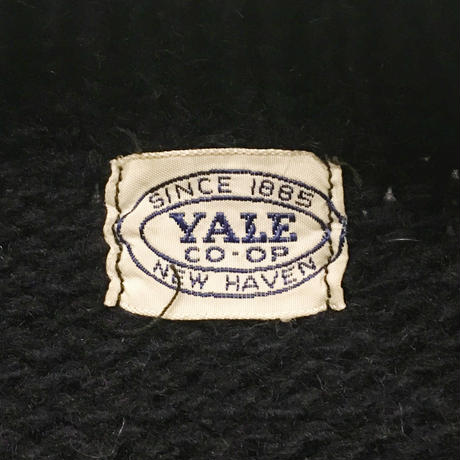 SINCE 1885
YALE
CO-OP
NEW HAVEN